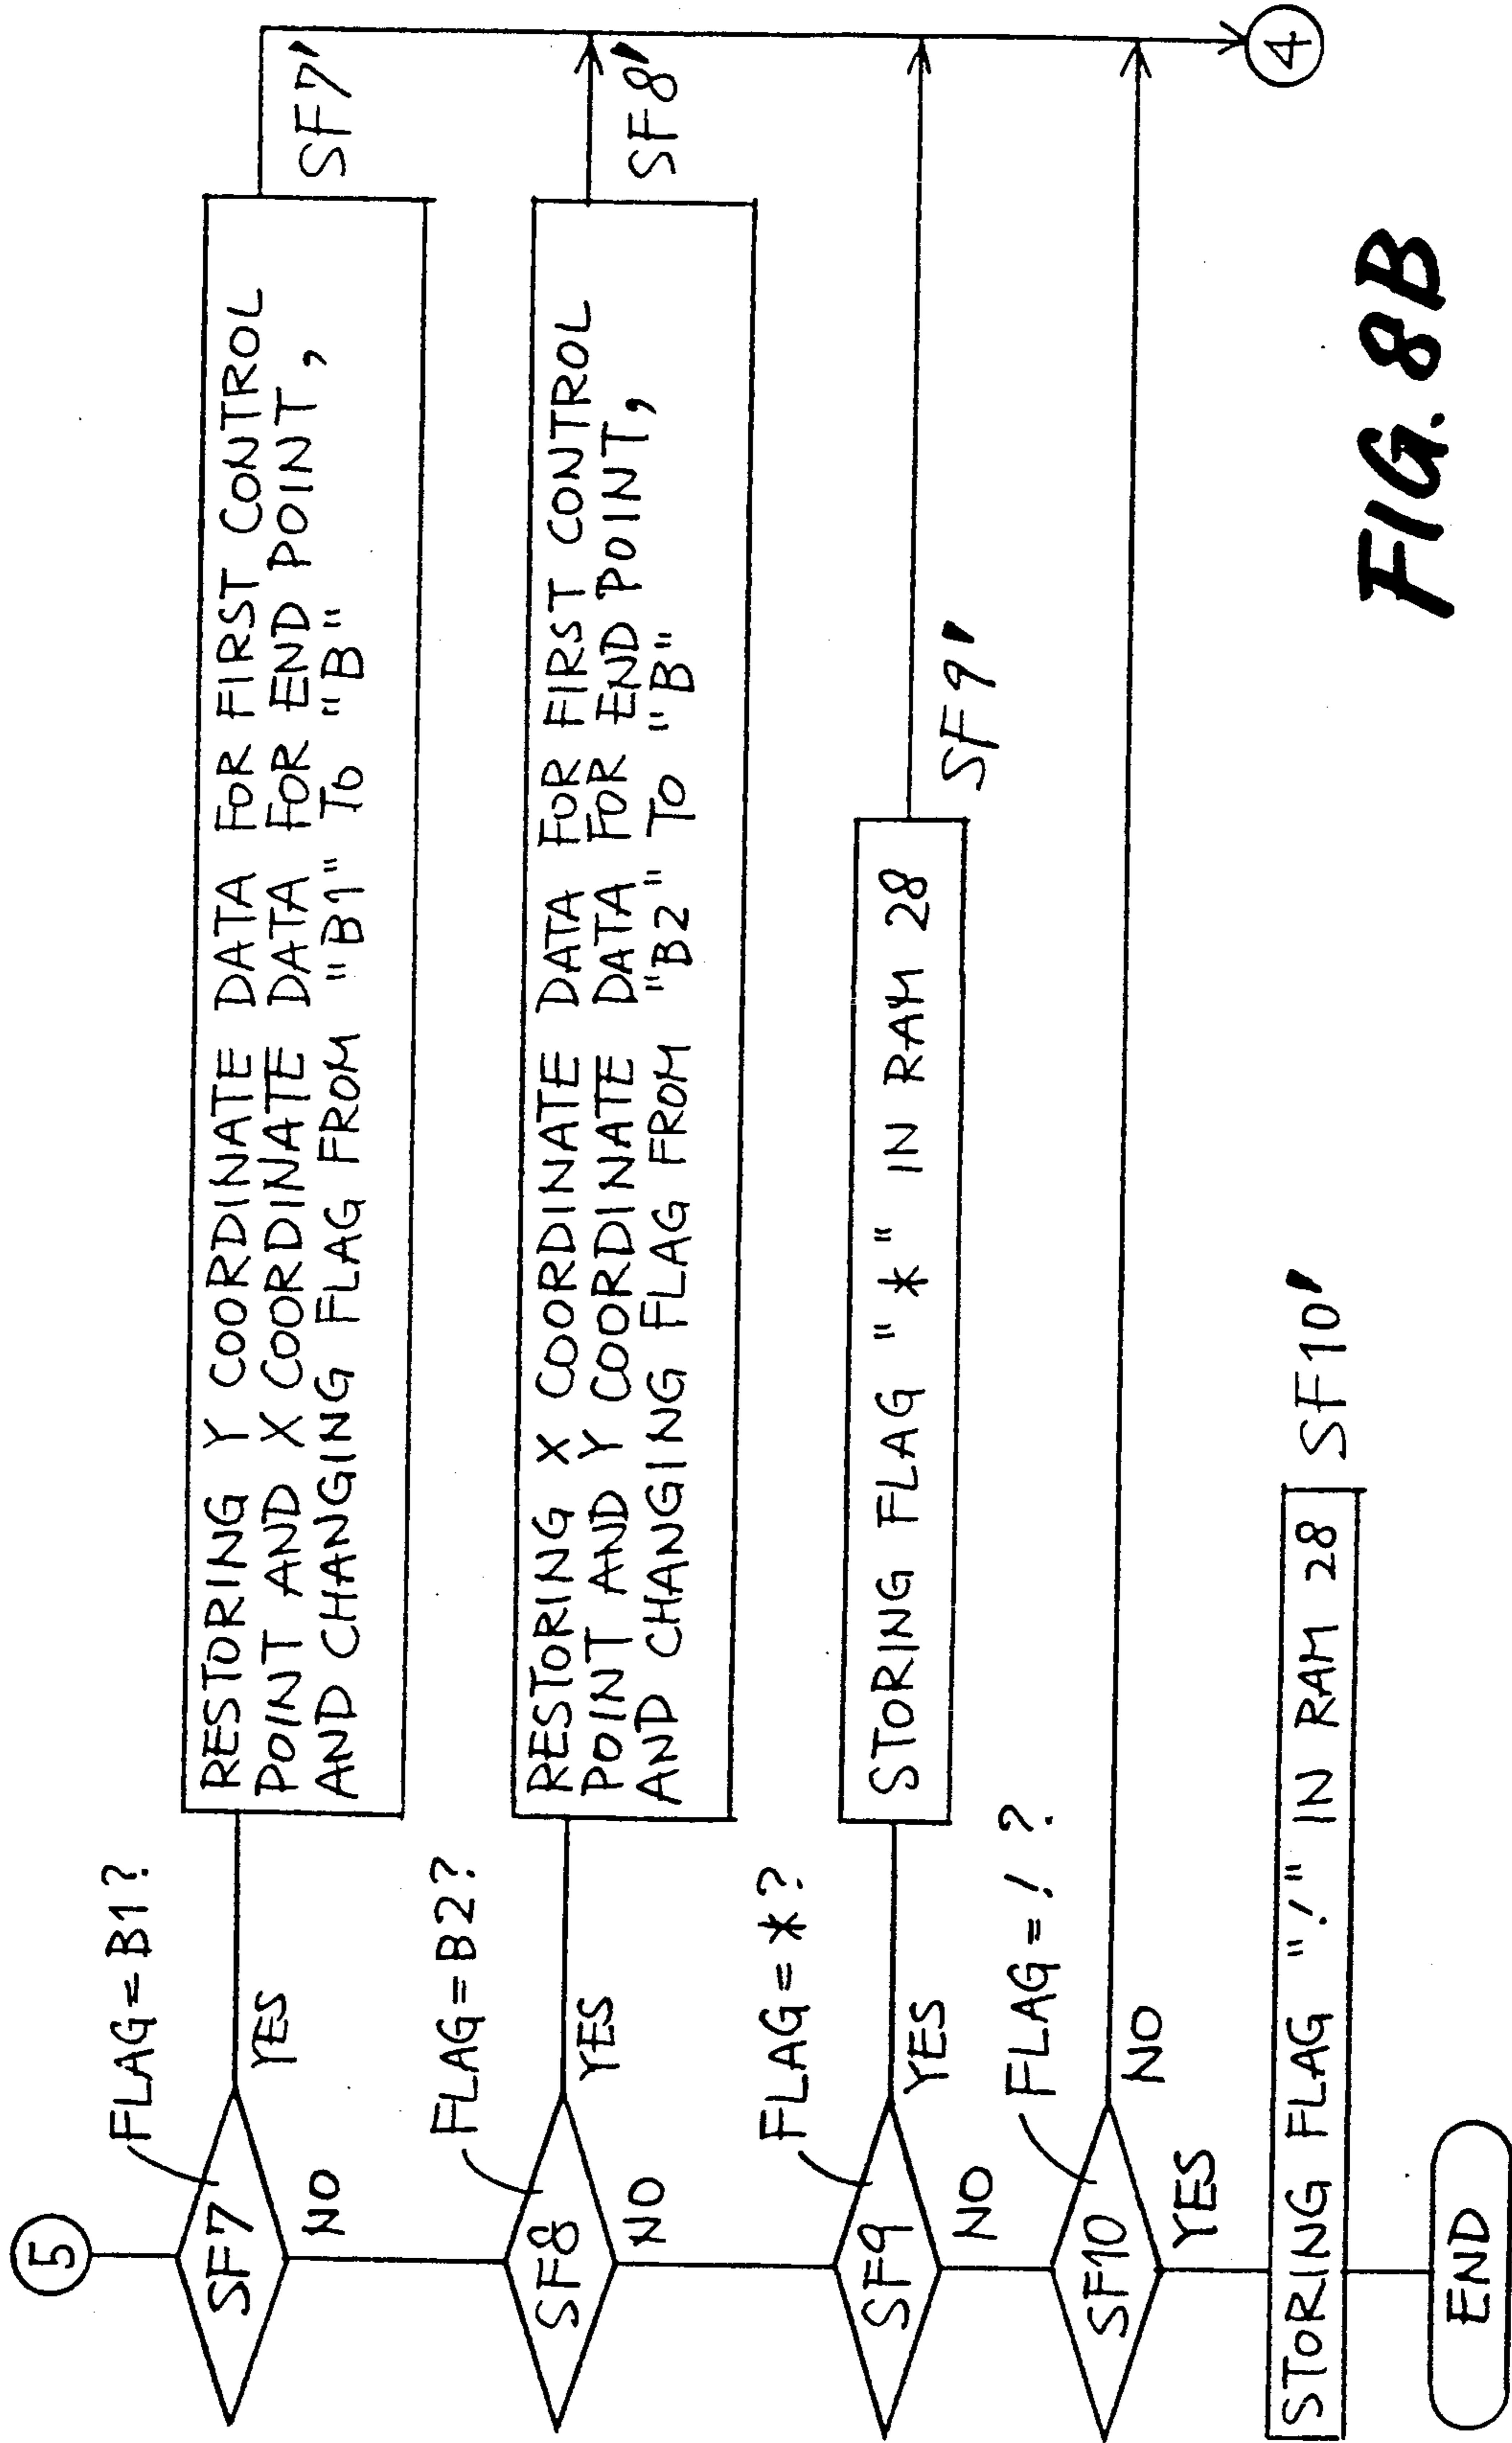 5
FLAG=B1?
SF7
YES
NO
RESTORING Y COORDINATE DATA FOR FIRST CONTROL
POINT AND X COORDINATE DATA FOR END POINT,
AND CHANGING FLAG FROM "B1" TO "B"
SF7'
FLAG=B2?
SF8
YES
NO
RESTORING X COORDINATE DATA FOR FIRST CONTROL
POINT AND Y COORDINATE DATA FOR END POINT,
AND CHANGING FLAG FROM "B2" TO "B"
SF8'
FLAG=*?
SF9
YES
NO
STORING FLAG "*" IN RAM 28
SF9'
FLAG=!?
SF10
NO
YES
4
STORING FLAG "!" IN RAM 28
SF10'
END
FIG. 8B